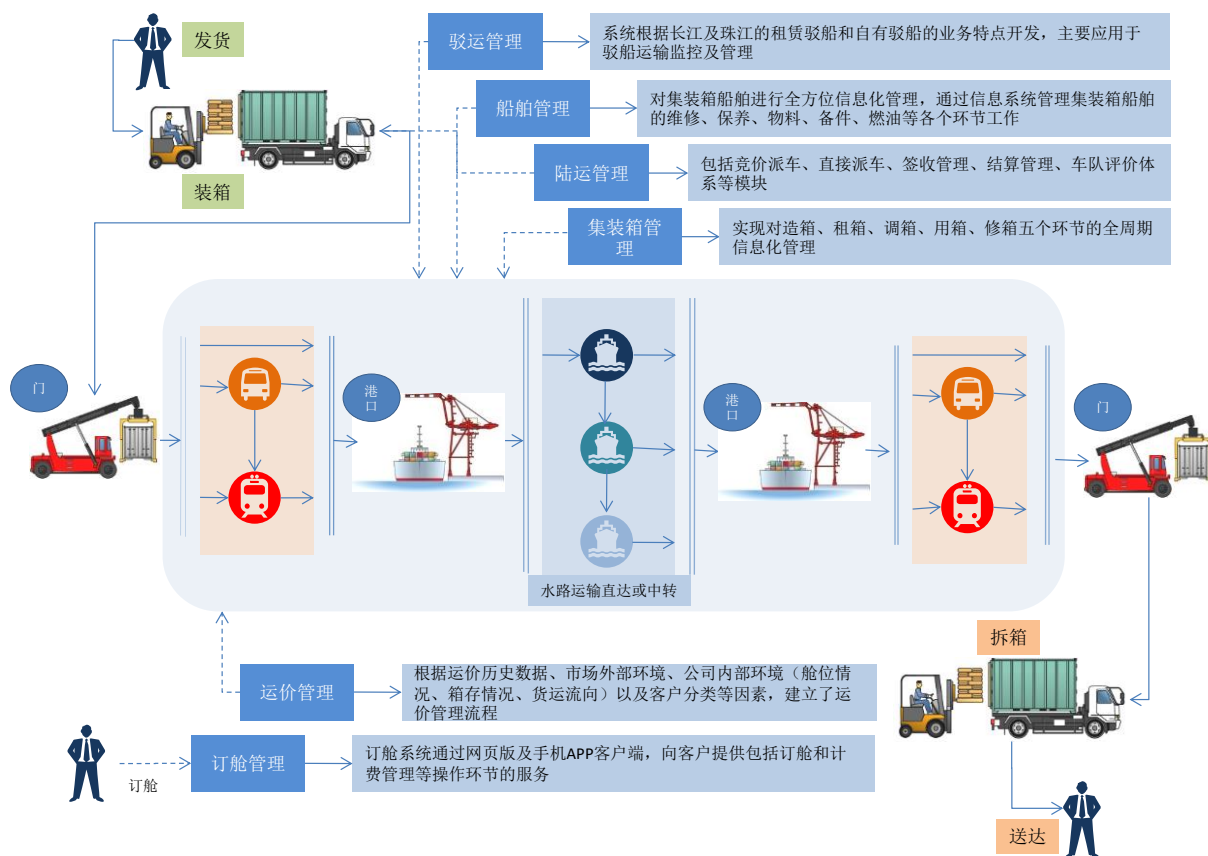 发货
装箱
驳运管理
系统根据长江及珠江的租赁驳船和自有驳船的业务特点开发，主要应用于
驳船运输监控及管理
船舶管理
对集装箱船舶进行全方位信息化管理，通过信息系统管理集装箱船舶
的维修、保养、物料、备件、燃油等各个环节工作
陆运管理
包括竞价派车、直接派车、签收管理、结算管理、车队评价体
系等模块
集装箱管
理
实现对造箱、租箱、调箱、用箱、修箱五个环节的全周期
信息化管理
门
港
口
港
口
门
水路运输直达或中转
拆箱
运价管理
根据运价历史数据、市场外部环境、公司内部环境（舱位情
况、箱存情况、货运流向）以及客户分类等因素，建立了运
价管理流程
订舱
订舱管理
订舱系统通过网页版及手机APP客户端，向客户提供包括订舱和计
费管理等操作环节的服务
送达